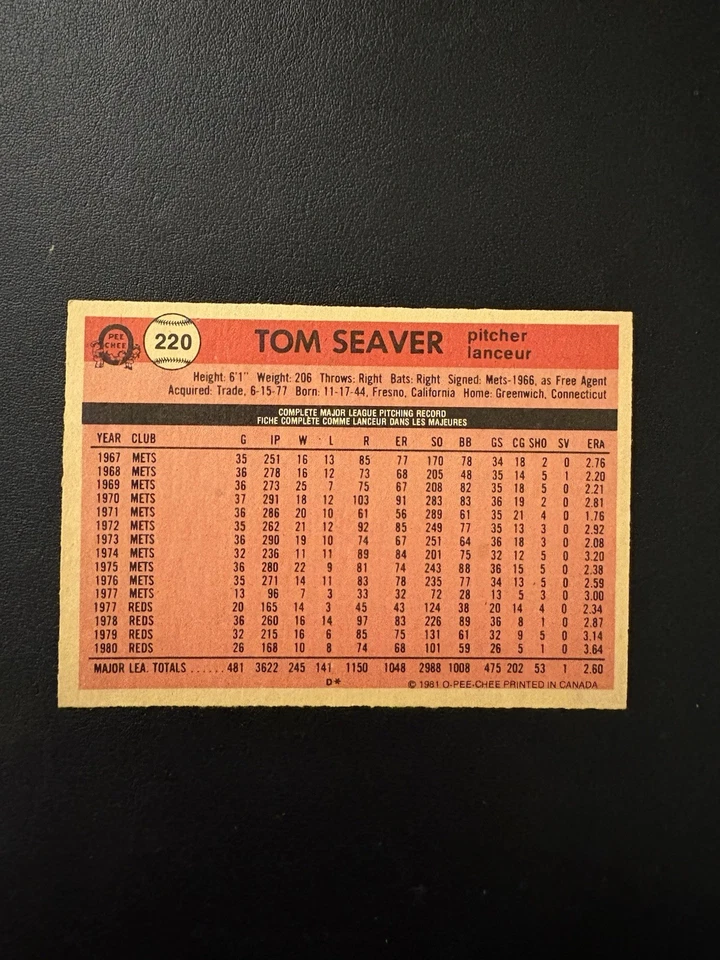 PEE
CHEE
220
TOM SEAVER
pitcher
lanceur
Height: 6'1" Weight: 206 Throws: Right Bats: Right Signed: Mets-1966, as Free Agent
Acquired: Trade, 6-15-77 Born: 11-17-44, Fresno, California Home: Greenwich, Connecticut
COMPLETE MAJOR LEAGUE PITCHING RECORD
FICHE COMPLÈTE COMME LANCEUR DANS LES MAJEURES
YEAR CLUB G IP W L R ER SO BB GS CG SHO SV ERA
1967 METS 35 251 16 13 85 77 170 78 34 18 2 0 2.76
1968 METS 36 278 16 12 73 68 205 48 35 14 5 1 2.20
1969 METS 36 273 25 7 75 67 208 82 35 18 5 0 2.21
1970 METS 37 291 18 12 103 91 283 83 36 19 2 0 2.81
1971 METS 36 286 20 10 61 56 289 61 35 21 4 0 1.76
1972 METS 35 262 21 12 92 85 249 77 35 13 3 0 2.92
1973 METS 36 290 19 10 74 67 251 64 36 18 3 0 2.08
1974 METS 32 236 11 11 89 84 201 75 32 12 5 0 3.20
1975 METS 36 280 22 9 81 74 243 88 36 15 5 0 2.38
1976 METS 35 271 14 11 83 78 235 77 34 13 5 0 2.59
1977 METS 13 96 7 3 33 32 72 28 13 5 3 0 3.00
1977 REDS 20 165 14 3 45 43 124 38 20 14 4 0 2.34
1978 REDS 36 260 16 14 97 83 226 89 36 8 1 0 2.87
1979 REDS 32 215 16 6 85 75 131 61 32 9 5 0 3.14
1980 REDS 26 168 10 8 74 68 101 59 26 5 1 0 3.64
MAJOR LEA. TOTALS ...... 481 3622 245 141 1150 1048 2988 1008 475 202 53 1 2.60
D*
© 1981 O-PEE-CHEE PRINTED IN CANADA